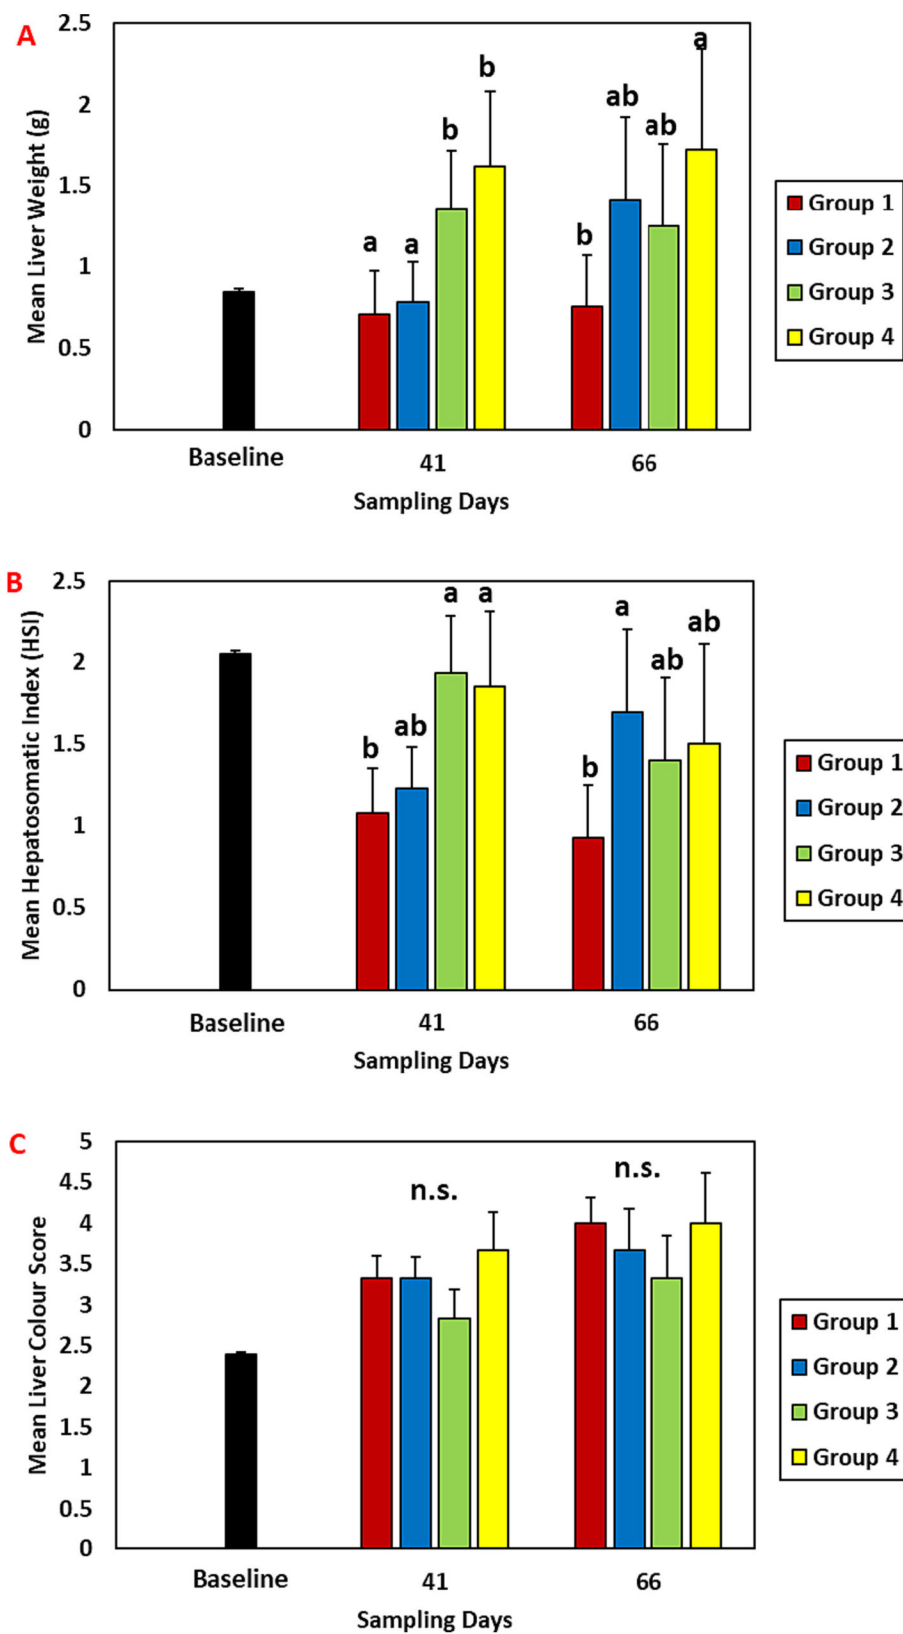 A
Mean Liver Weight (g)
2.5
2
1.5
1
0.5
0
a a b b
b ab ab a
Baseline 41 66
Sampling Days
Group 1
Group 2
Group 3
Group 4
B
Mean Hepatosomatic Index (HSI)
2.5
2
1.5
1
0.5
0
b ab a a
b a ab ab
Baseline 41 66
Sampling Days
Group 1
Group 2
Group 3
Group 4
C
Mean Liver Colour Score
5
4.5
4
3.5
3
2.5
2
1.5
1
0.5
0
n.s. n.s.
Baseline 41 66
Sampling Days
Group 1
Group 2
Group 3
Group 4